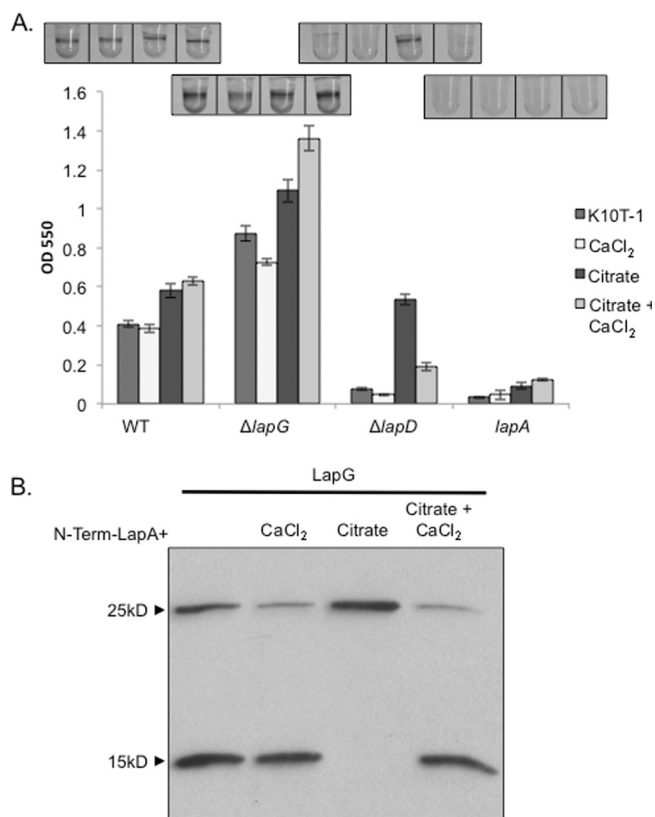 A.
1.6
1.4
1.2
1
0.8
0.6
0.4
0.2
0
OD 550
WT
ΔlapG
ΔlapD
lapA
K10T-1
CaCl₂
Citrate
Citrate +
CaCl₂
B.
LapG
N-Term-LapA+
CaCl₂
Citrate
Citrate +
CaCl₂
25kD
15kD